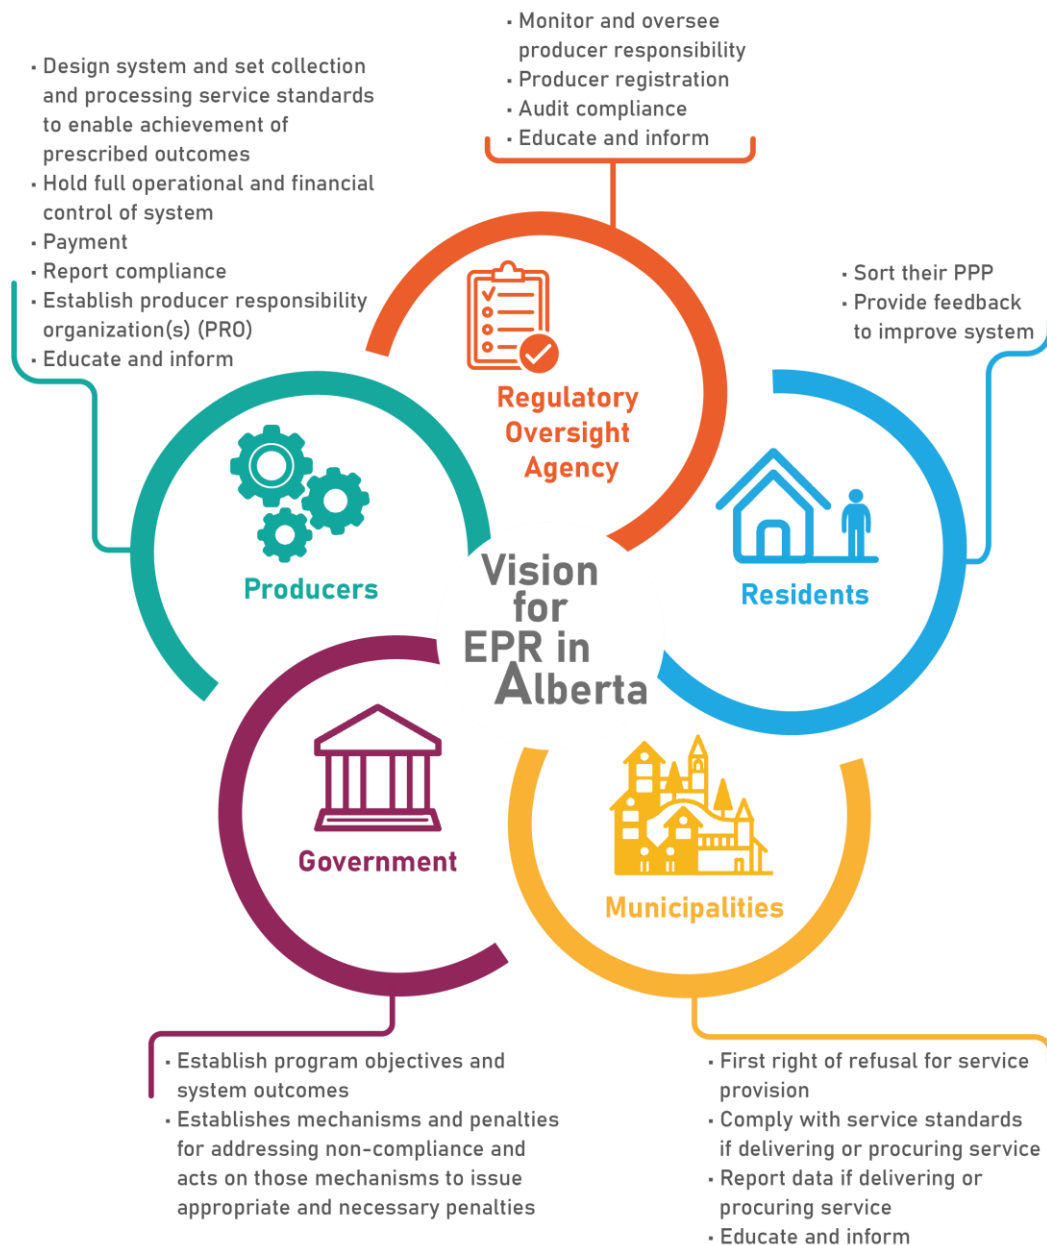 • Monitor and oversee
producer responsibility
• Producer registration
• Audit compliance
• Educate and inform
• Design system and set collection
and processing service standards
to enable achievement of
prescribed outcomes
• Hold full operational and financial
control of system
• Payment
• Report compliance
• Establish producer responsibility
organization(s) (PRO)
• Educate and inform
• Sort their PPP
• Provide feedback
to improve system
Regulatory
Oversight
Agency
Producers
Residents
Vision
for
EPR in
Alberta
Government
Municipalities
• Establish program objectives and
system outcomes
• Establishes mechanisms and penalties
for addressing non-compliance and
acts on those mechanisms to issue
appropriate and necessary penalties
• First right of refusal for service
provision
• Comply with service standards
if delivering or procuring service
• Report data if delivering or
procuring service
• Educate and inform